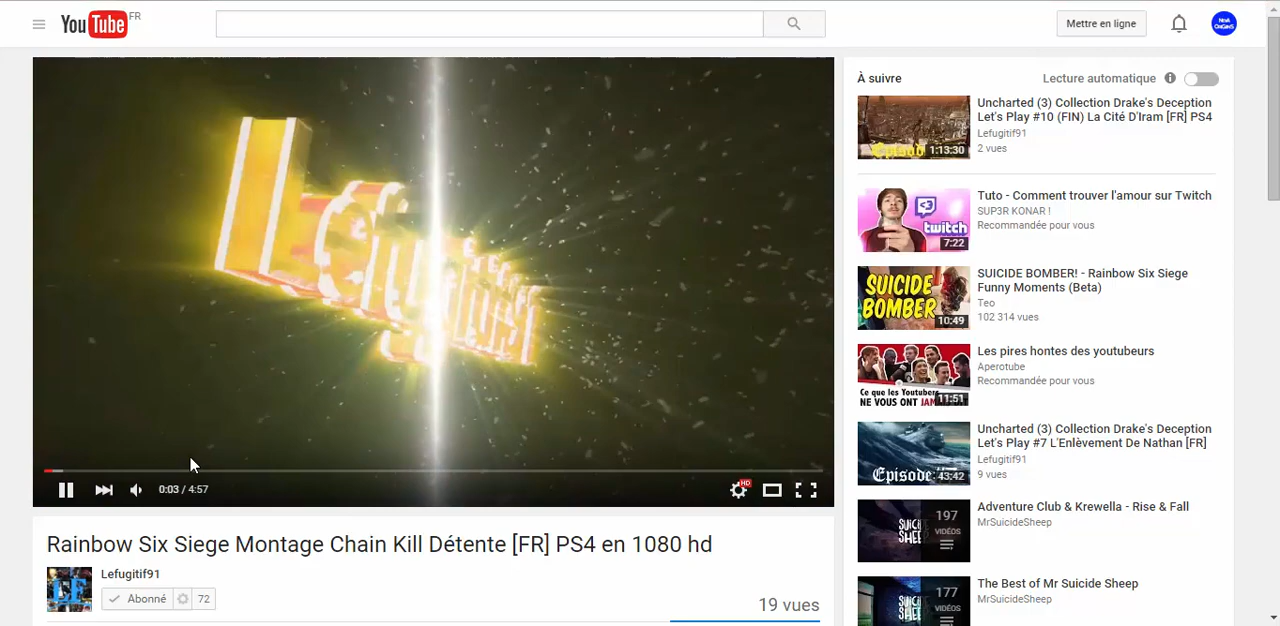 YouTube FR
Mettre en ligne
NoA
OriGinS
Lefugitif91
0:03 / 4:57
HD
Rainbow Six Siege montage Chain Kill Détente [FR] PS4 en 1080 hd
Lefugitif91
Abonné 72
19 vues
À suivre
Lecture automatique
1:13:30
Uncharted (3) Collection Drake's Deception
Let's Play #10 (FIN) La Cité D'Iram [FR] PS4
Lefugitif91
2 vues
twitch
7:22
Tuto - Comment trouver l'amour sur Twitch
SUP3R KONAR !
Recommandée pour vous
SUICIDE
BOMBER
10:49
SUICIDE BOMBER! - Rainbow Six Siege
Funny Moments (Beta)
Teo
102 314 vues
Ce que les Youtubers
NE VOUS ONT
11:51
Les pires hontes des youtubeurs
Aperotube
Recommandée pour vous
Episode
43:42
Uncharted (3) Collection Drake's Deception
Let's Play #7 L'Enlèvement De Nathan [FR]
Lefugitif91
9 vues
197
VIDÉOS
Adventure Club & Krewella - Rise & Fall
MrSuicideSheep
177
VIDÉOS
The Best of Mr Suicide Sheep
MrSuicideSheep